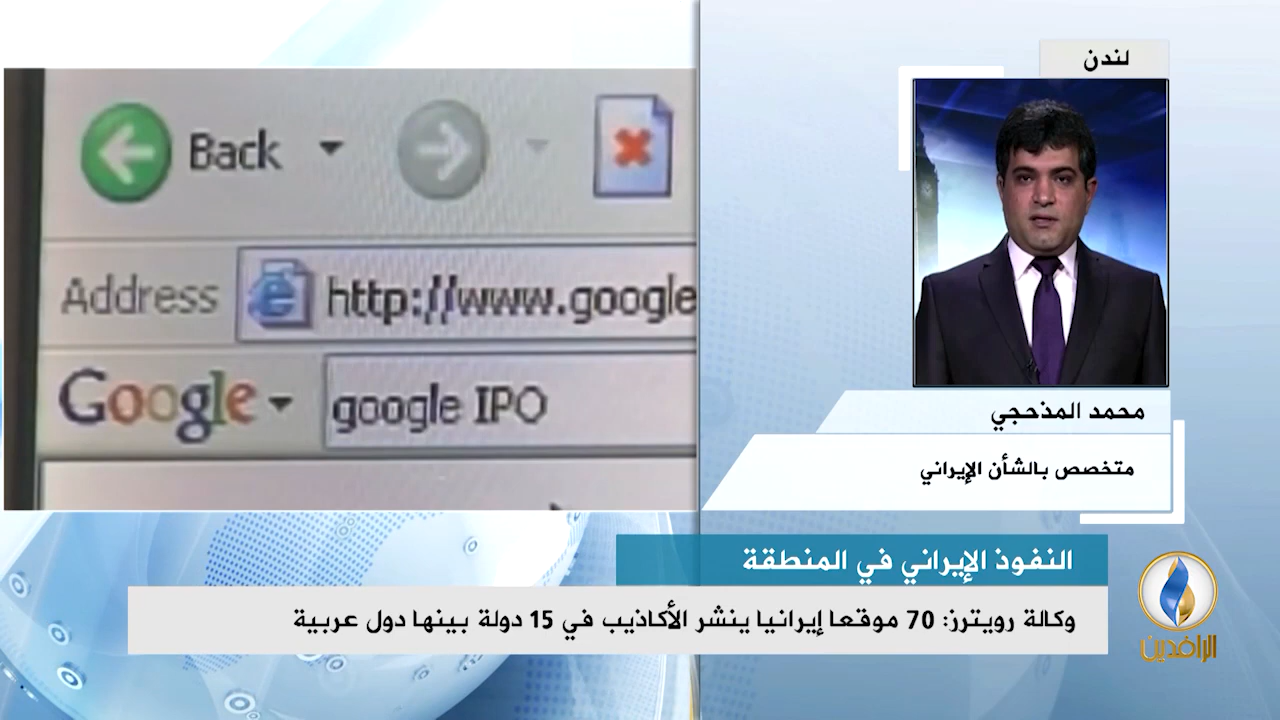 لندن
Back
Address
http://www.google
Google
google IPO
محمد المذحجي
متخصص بالشأن الإيراني
النفوذ الإيراني في المنطقة
وكالة رويترز: 70 موقعا إيرانيا ينشر الأكاذيب في 15 دولة بينها دول عربية
الرافدين